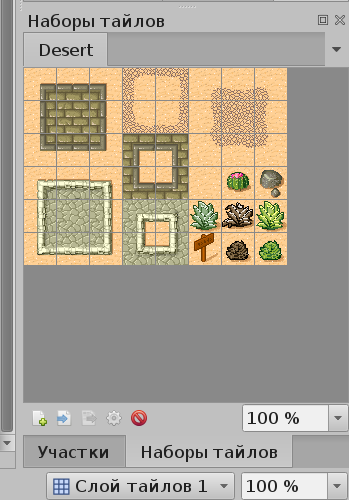 Наборы тайлов
Desert
100 %
Участки
Наборы тайлов
Слой тайлов 1
100 %